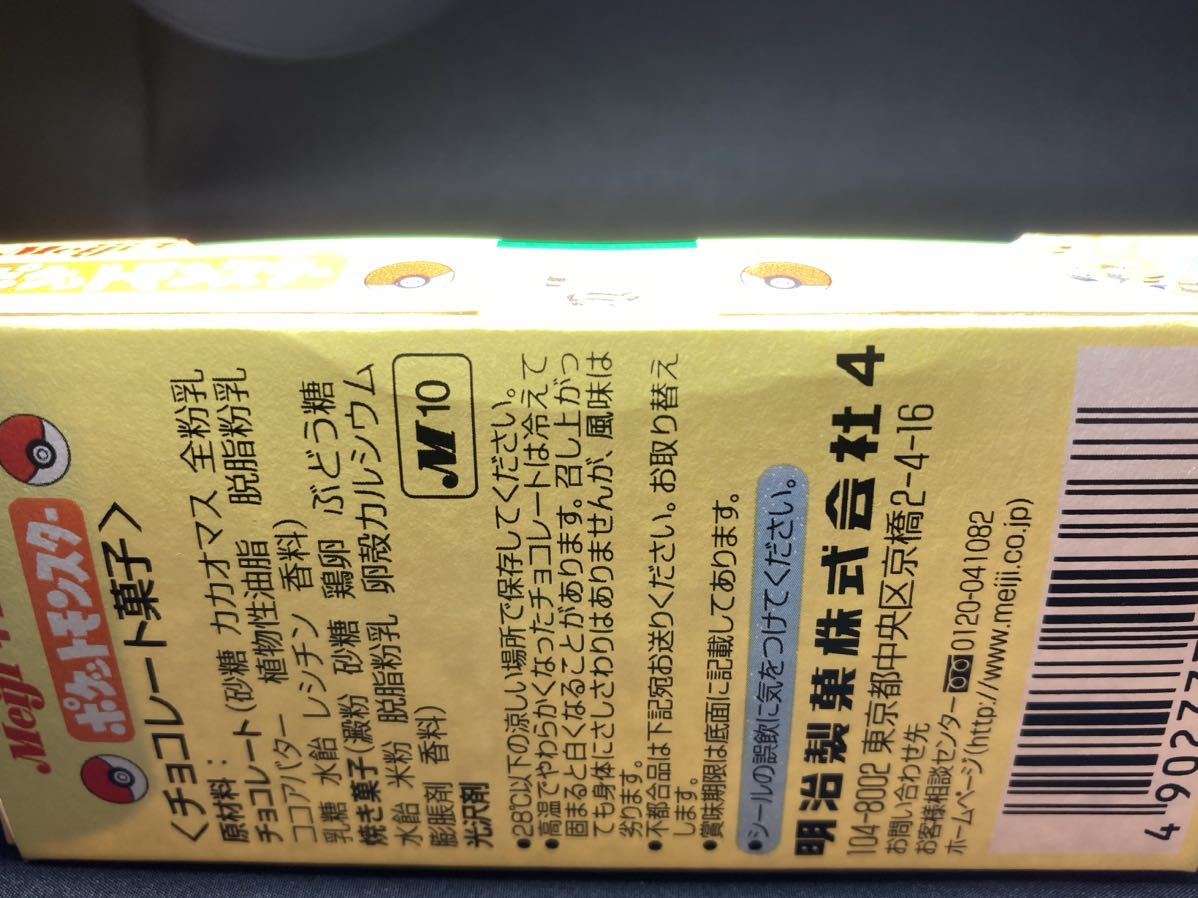 Meiji
ポケットモンスター
Meiji
ポケットモンスター
〈チョコレート菓子〉
原材料：
チョコレート(砂糖 カカオマス 全粉乳
ココアバター 植物性油脂 脱脂粉乳
乳糖 水飴 レシチン 香料)
焼き菓子(澱粉 砂糖 鶏卵 ぶどう糖
水飴 米粉 脱脂粉乳 卵殻カルシウム
膨脹剤 香料)
光沢剤
M10
●28℃以下の涼しい場所で保存してください。
●高温でやわらかくなったチョコレートは冷えて
固まると白くなることがあります。召し上がっ
ても身体にさしさわりはありませんが、風味は
劣ります。
●不都合品は下記宛お送りください。お取り替え
します。
●賞味期限は底面に記載してあります。
●シールの誤飲に気をつけてください。
明治製菓株式会社 4
104-8002 東京都中央区京橋2-4-16
お問い合わせ先
お客様相談センター 0120-041082
ホームページ(http://www.meiji.co.jp)
4 90277